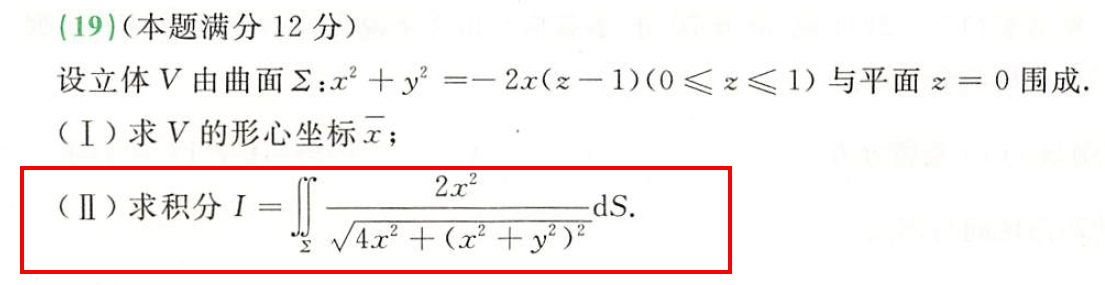 (19)(本题满分 12 分)
设立体 V 由曲面 Σ:x² + y² =− 2x(z − 1)(0 ⩽ z ⩽ 1) 与平面 z = 0 围成.
(Ⅰ)求 V 的形心坐标 x̄;
(Ⅱ)求积分 I = ∬_Σ 2x²/√(4x² + (x² + y²)²) dS.